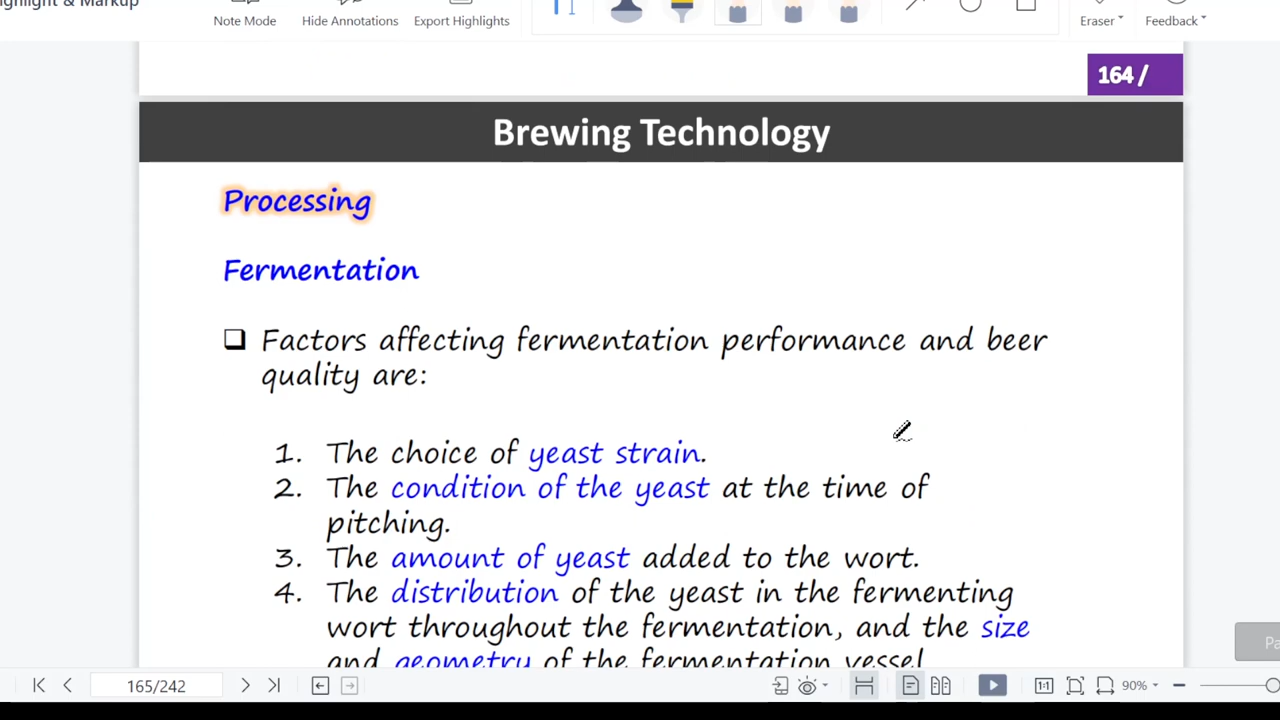 Highlight & Markup
Note Mode
Hide Annotations
Export Highlights
Eraser
Feedback
164 /
Brewing Technology
Processing
Fermentation
Factors affecting fermentation performance and beer
quality are:
1. The choice of yeast strain.
2. The condition of the yeast at the time of
pitching.
3. The amount of yeast added to the wort.
4. The distribution of the yeast in the fermenting
wort throughout the fermentation, and the size
and geometry of the fermentation vessel
165/242
1:1
90%